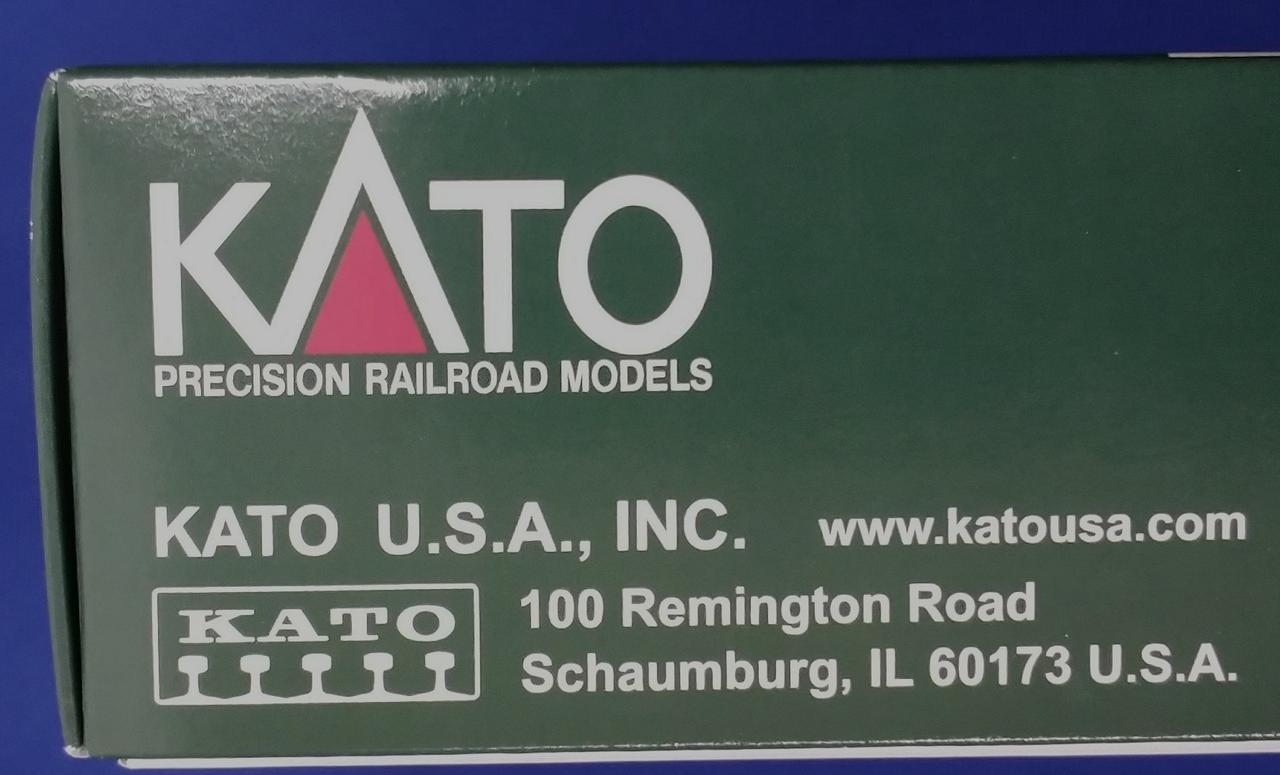 KATO
PRECISION RAILROAD MODELS
KATO U.S.A., INC. www.katousa.com
KATO
100 Remington Road
Schaumburg, IL 60173 U.S.A.